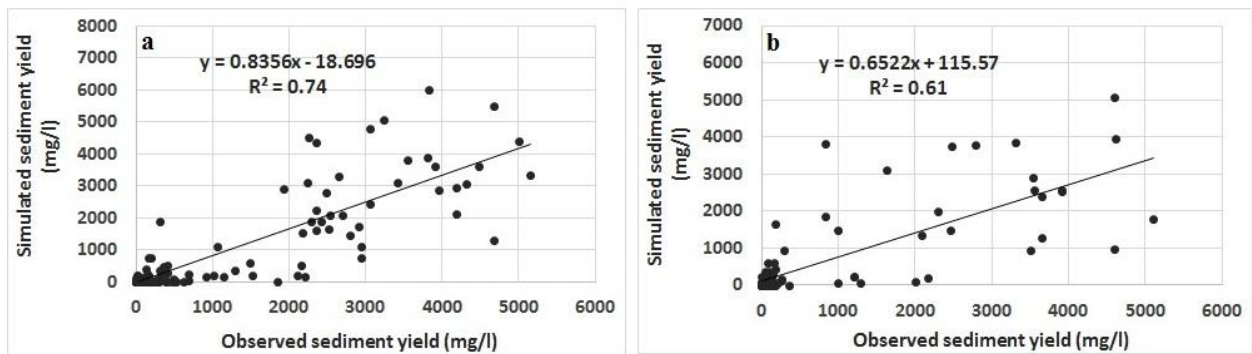 a
y = 0.8356x - 18.696
R² = 0.74
Simulated sediment yield
(mg/l)
8000
7000
6000
5000
4000
3000
2000
1000
0
0 1000 2000 3000 4000 5000 6000
Observed sediment yield (mg/l)
b
y = 0.6522x + 115.57
R² = 0.61
Simulated sediment yield
(mg/l)
7000
6000
5000
4000
3000
2000
1000
0
0 1000 2000 3000 4000 5000 6000
Observed sediment yield (mg/l)